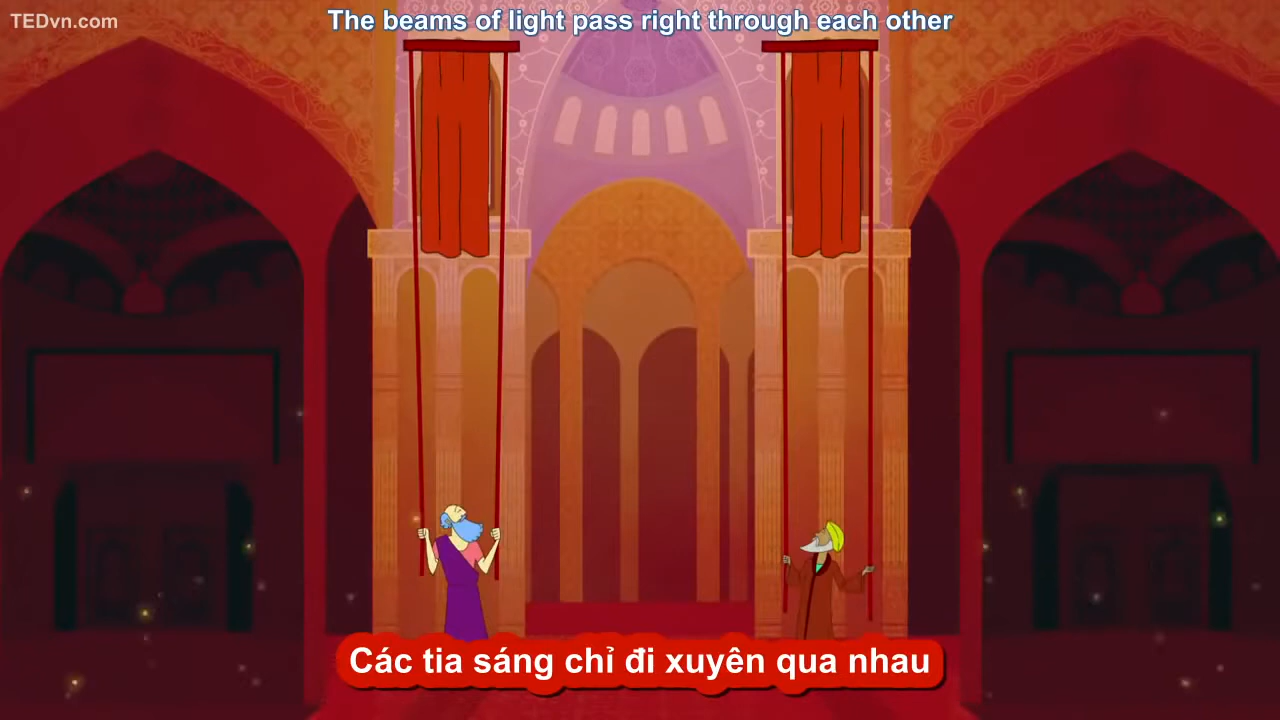 TEDvn.com
The beams of light pass right through each other
Các tia sáng chỉ đi xuyên qua nhau